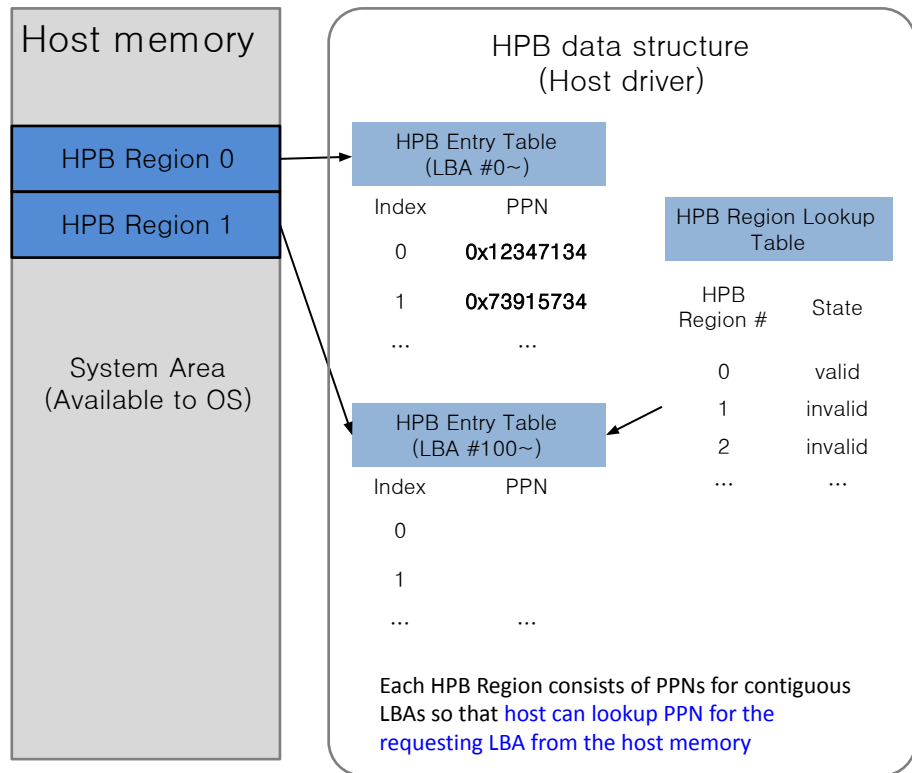 Host memory
HPB Region 0
HPB Region 1
System Area
(Available to OS)
HPB data structure
(Host driver)
HPB Entry Table
(LBA #0~)
Index PPN
0 0x12347134
1 0x73915734
... ...
HPB Entry Table
(LBA #100~)
Index PPN
0
1
... ...
HPB Region Lookup
Table
HPB
Region # State
0 valid
1 invalid
2 invalid
... ...
Each HPB Region consists of PPNs for contiguous
LBAs so that host can lookup PPN for the
requesting LBA from the host memory